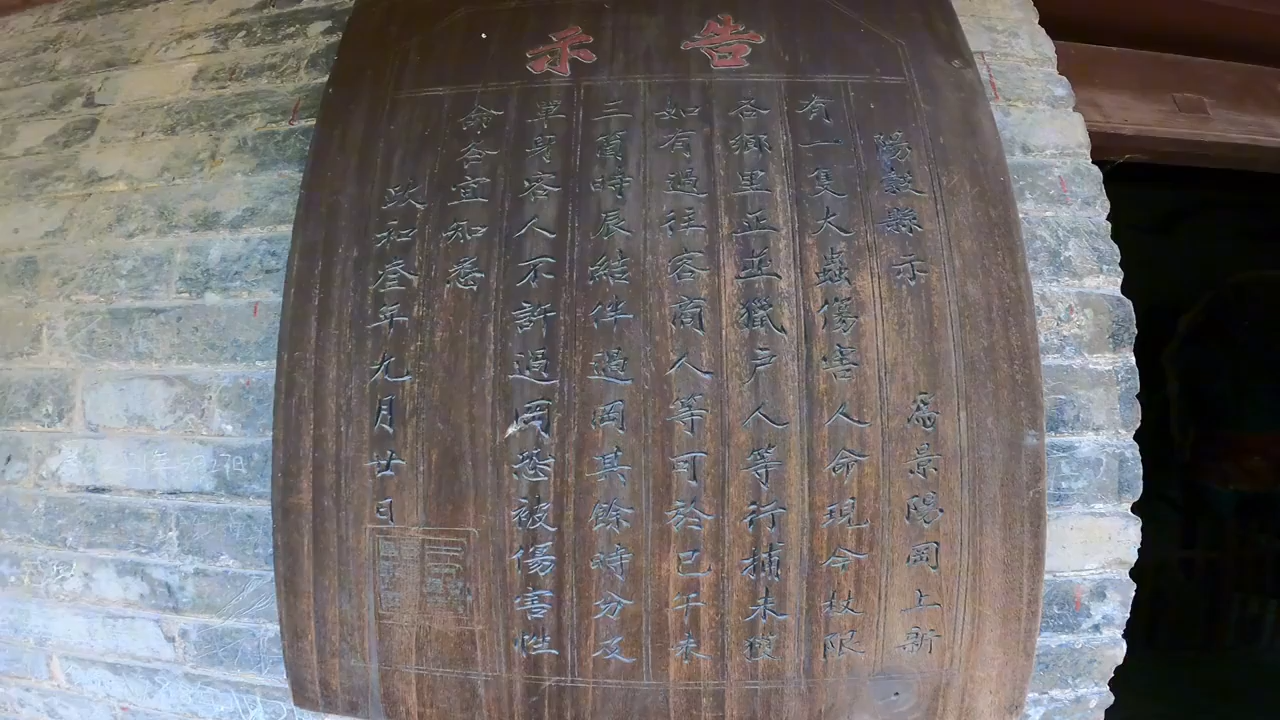 告示
陽穀縣示 為景陽岡上新
有一隻大蟲傷害人命現今杖限
各鄉里正並獵户人等行捕未獲
如有過往客商人等可於巳午未
三箇時辰結伴過岡其餘時分及
單身客人不許過岡恐被傷害性
命各宜知悉
政和叁年九月廿日